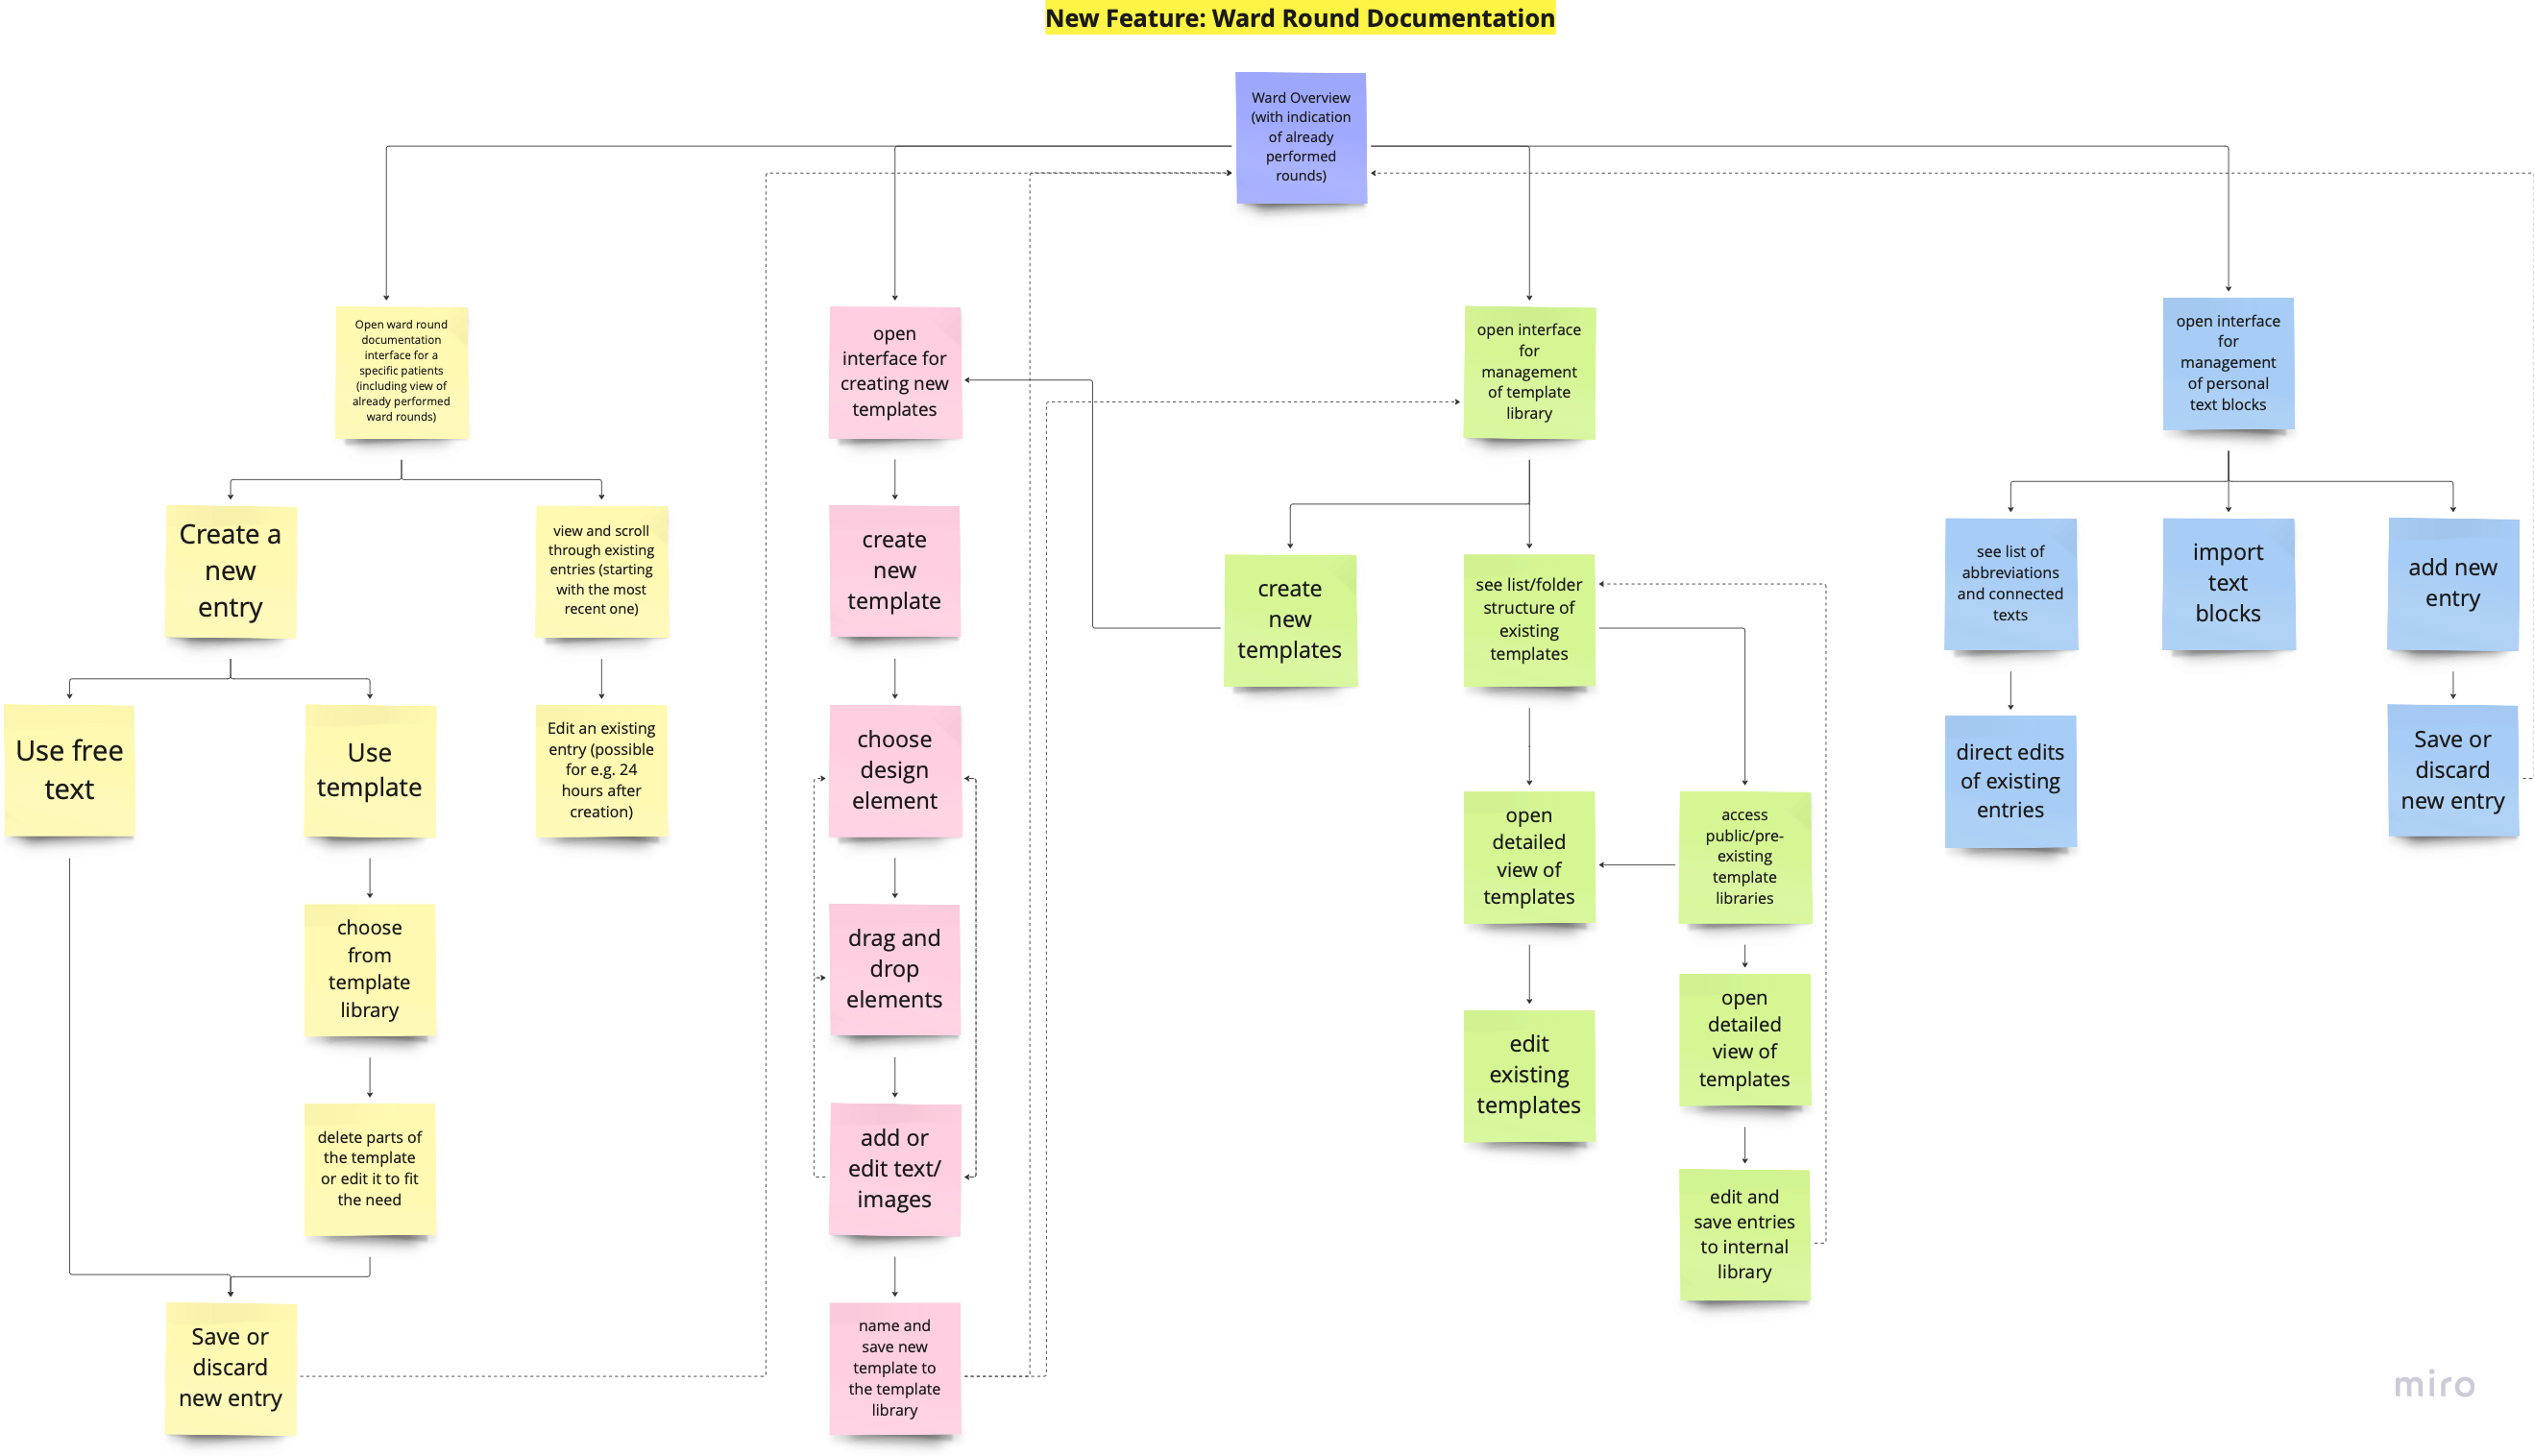 New Feature: Ward Round Documentation
Ward Overview
(with indication
of already
performed
rounds)
Open ward round
documentation
interface for a
specific patients
(including view of
already performed
ward rounds)
open
interface for
creating new
templates
open interface
for
management
of template
library
open interface
for
management
of personal
text blocks
Create a
new
entry
view and scroll
through existing
entries (starting
with the most
recent one)
create
new
template
create
new
templates
see list/folder
structure of
existing
templates
see list of
abbreviations
and connected
texts
import
text
blocks
add new
entry
Use free
text
Use
template
Edit an existing
entry (possible
for e.g. 24
hours after
creation)
choose
design
element
open
detailed
view of
templates
access
public/pre-
existing
template
libraries
direct edits
of existing
entries
Save or
discard
new entry
choose
from
template
library
drag and
drop
elements
edit
existing
templates
open
detailed
view of
templates
delete parts of
the template
or edit it to fit
the need
add or
edit text/
images
edit and
save entries
to internal
library
Save or
discard
new entry
name and
save new
template to
the template
library
miro